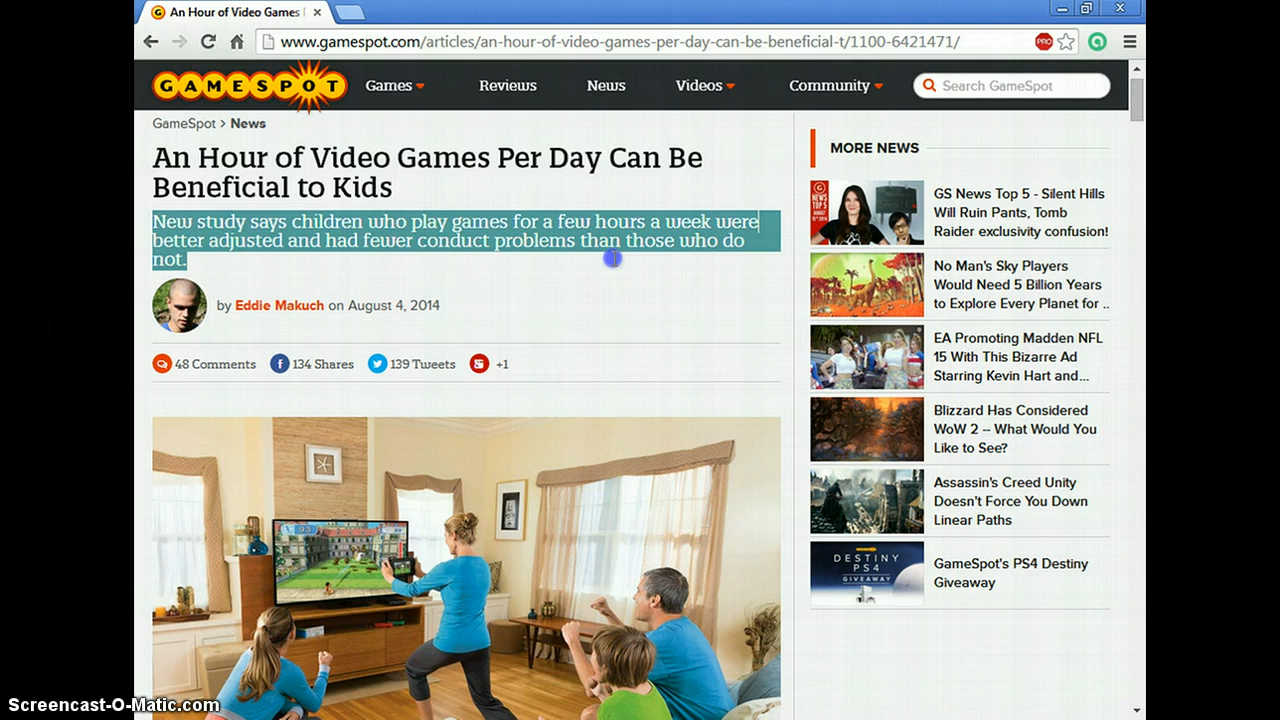 An Hour of Video Games
www.gamespot.com/articles/an-hour-of-video-games-per-day-can-be-beneficial-t/1100-6421471/
PRO
GAMESPOT
Games
Reviews
News
Videos
Community
Search GameSpot
GameSpot > News
An Hour of Video Games Per Day Can Be
Beneficial to Kids
New study says children who play games for a few hours a week were
better adjusted and had fewer conduct problems than those who do
not.
by Eddie Makuch on August 4, 2014
48 Comments
134 Shares
139 Tweets
+1
MORE NEWS
GS News Top 5 - Silent Hills
Will Ruin Pants, Tomb
Raider exclusivity confusion!
No Man's Sky Players
Would Need 5 Billion Years
to Explore Every Planet for ..
EA Promoting Madden NFL
15 With This Bizarre Ad
Starring Kevin Hart and...
Blizzard Has Considered
WoW 2 -- What Would You
Like to See?
Assassin's Creed Unity
Doesn't Force You Down
Linear Paths
DESTINY
PS4
GIVEAWAY
GameSpot's PS4 Destiny
Giveaway
Screencast-O-Matic.com